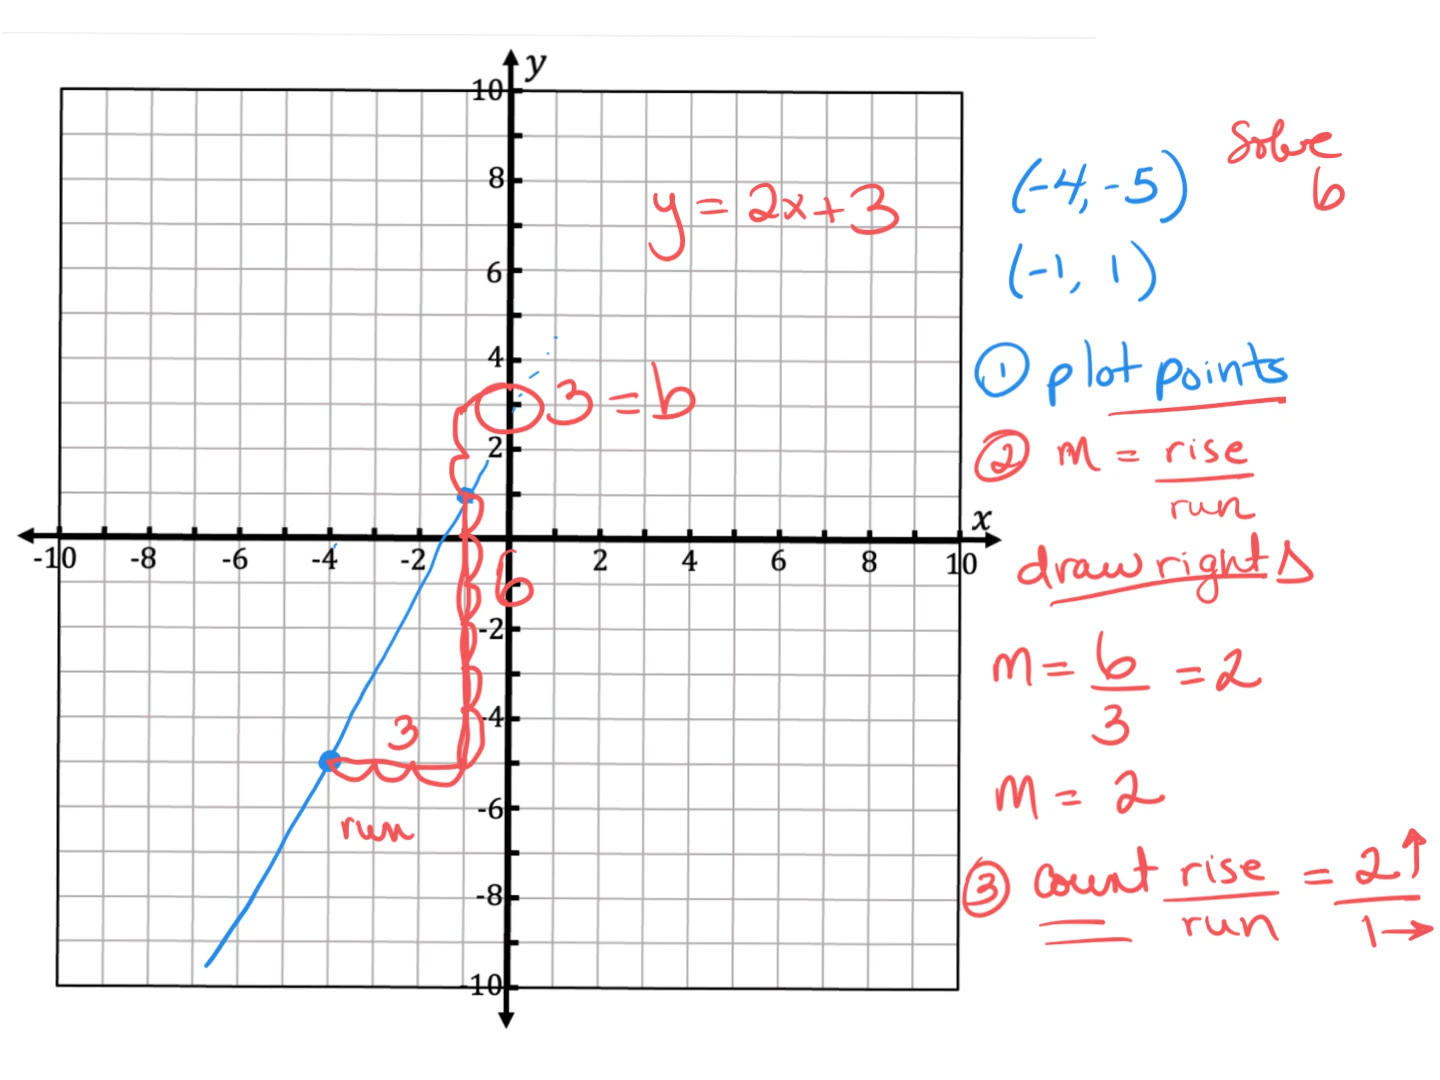 y
10
8
6
4
2
-10 -8 -6 -4 -2 2 4 6 8 10 x
-2
-4
-6
-8
-10
y = 2x+3
3 = b
6
3
run
(-4, -5)
(-1, 1)
Solve
b
① plot points
② m = rise
run
draw right Δ
m = 6 = 2
3
m = 2
③ count rise = 2↑
run 1→